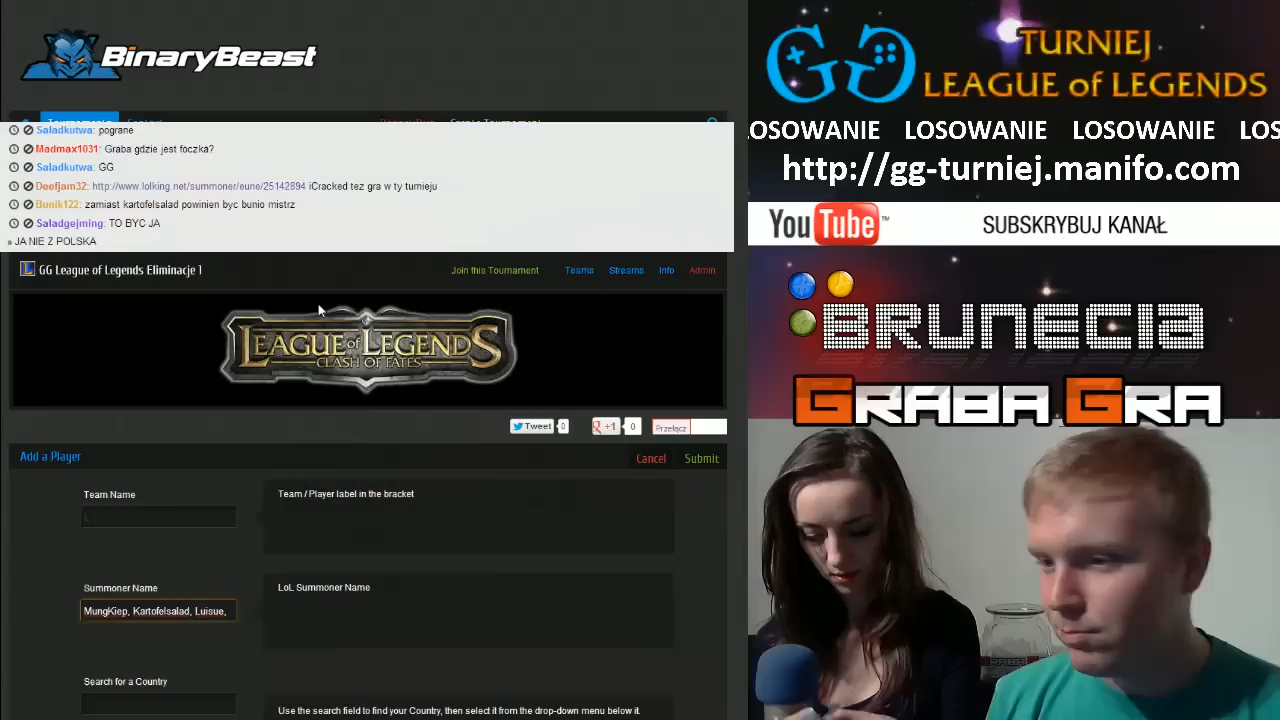 BinaryBeast
Saladkutwa: pograne
Madmax1031: Graba gdzie jest foczka?
Saladkutwa: GG
Deefjam32: http://www.lolking.net/summoner/eune/25142894 iCracked tez gra w ty turnieju
Bunik122: zamiast kartofelsalad powinien byc bunio mistrz
Saladgejming: TO BYC JA
» JA NIE Z POLSKA
GG League of Legends Eliminacje 1
Join this Tournament Teams Streams Info Admin
LEAGUE of LEGENDS
CLASH OF FATES
Tweet 0 +1 0 Przełącz
Add a Player Cancel Submit
Team Name Team / Player label in the bracket
Summoner Name LoL Summoner Name
MungKiep, Kartofelsalad, Luisue,
Search for a Country
Use the search field to find your Country, then select it from the drop-down menu below it.
GG TURNIEJ
LEAGUE of LEGENDS
LOSOWANIE LOSOWANIE LOSOWANIE LOS
http://gg-turniej.manifo.com
YouTube™ SUBSKRYBUJ KANAŁ
BRUNECIA
GRABA GRA